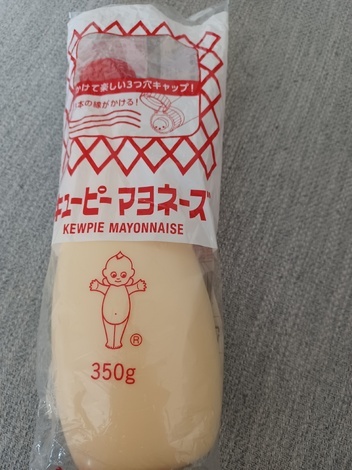 かけて楽しい3つ穴キャップ！
本の線がかける！
キューピー マヨネーズ
KEWPIE MAYONNAISE
®
350g